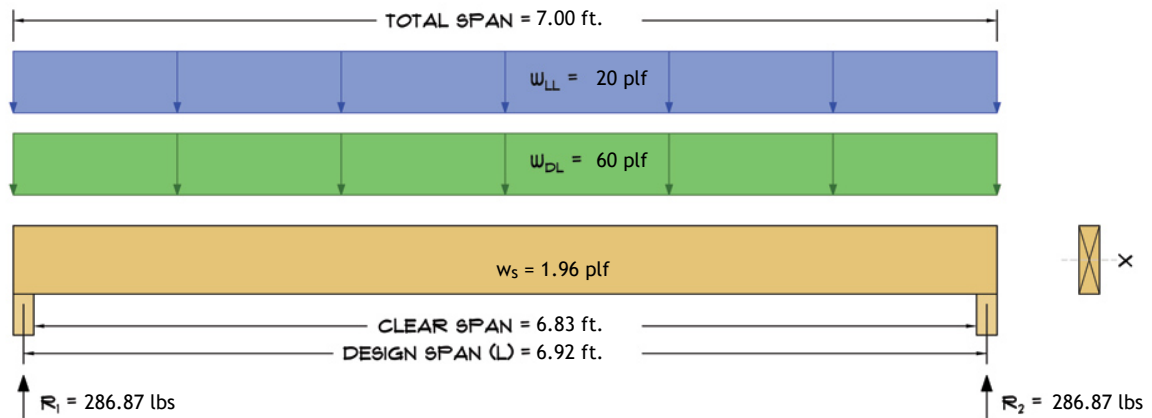 TOTAL SPAN = 7.00 ft.
WLL = 20 plf
WDL = 60 plf
ws = 1.96 plf
X
CLEAR SPAN = 6.83 ft.
DESIGN SPAN (L) = 6.92 ft.
R1 = 286.87 lbs
R2 = 286.87 lbs